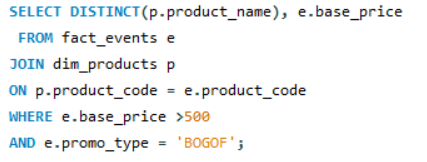 SELECT DISTINCT(p.product_name), e.base_price
FROM fact_events e
JOIN dim_products p
ON p.product_code = e.product_code
WHERE e.base_price >500
AND e.promo_type = 'BOGOF';